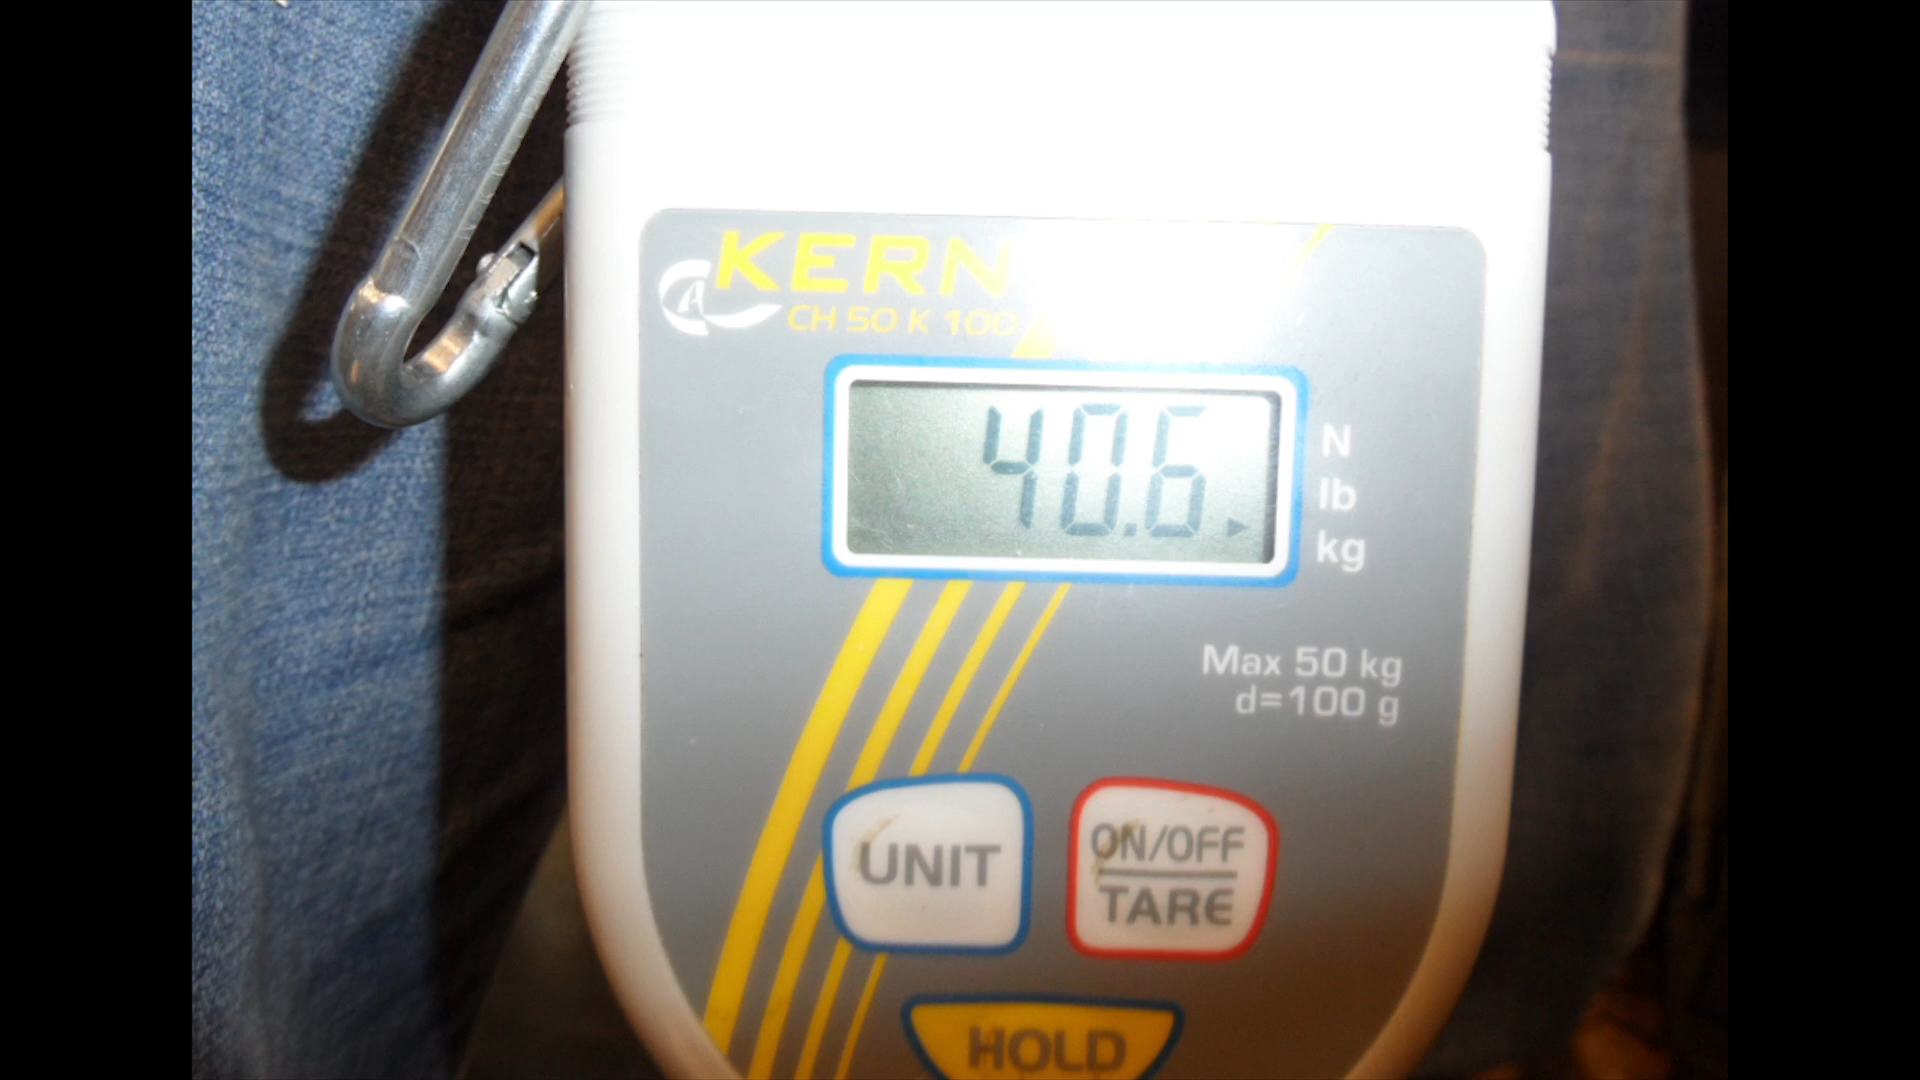 KERN
CH 50 K 100
40.6
N
lb
kg
Max 50 kg
d=100 g
UNIT
ON/OFF
TARE
HOLD